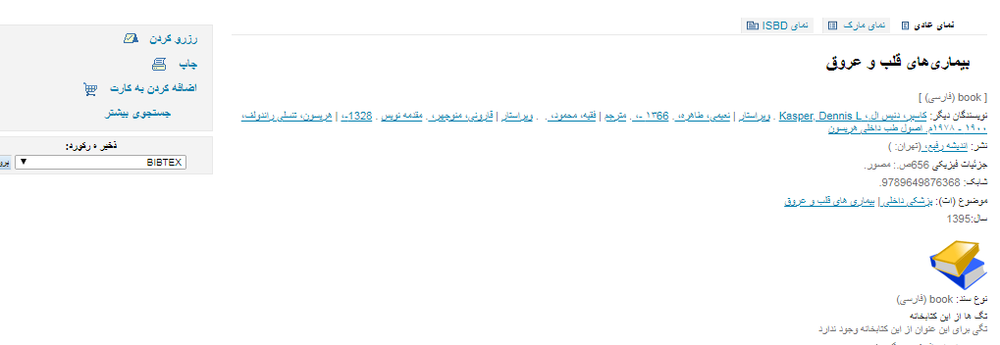 نمای عادی
نمای مارک
نمای ISBD
بیماری‌های قلب و عروق
[ book (فارسی) ]
نویسندگان دیگر: کاسپر، دنیس ال.، Kasper, Dennis L . ویراستار | نعیمی، طاهره، ۱۳۶۶ -، . مترجم | فقیه، محمود، . . ویراستار | قارونی، منوچهر، . مقدمه نویس . 1328-، | هریسون، تنسلی راندولف،
۱۹۰۰ - ۱۹۷۸م. اصول طب داخلی هریسون
نشر: اندیشه رفیع، (تهران: )
جزئیات فیزیکی 656ص.: مصور.
شابک: 9789649876368.
موضوع (ات): پزشکی داخلی | بیماری های قلب و عروق
سال:1395
نوع سند: book (فارسی)
تگ ها از این کتابخانه
تگی برای این عنوان از این کتابخانه وجود ندارد
رزرو کردن
چاپ
اضافه کردن به کارت
جستجوی بیشتر
ذخیره رکورد:
BIBTEX